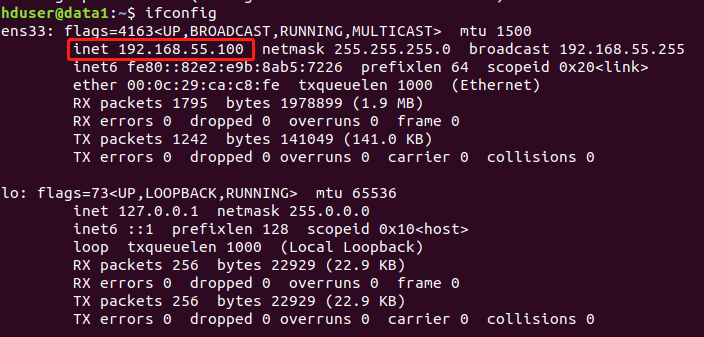 hduser@data1:~$ ifconfig
ens33: flags=4163<UP,BROADCAST,RUNNING,MULTICAST>  mtu 1500
        inet 192.168.55.100  netmask 255.255.255.0  broadcast 192.168.55.255
        inet6 fe80::82e2:e9b:8ab5:7226  prefixlen 64  scopeid 0x20<link>
        ether 00:0c:29:ca:c8:fe  txqueuelen 1000  (Ethernet)
        RX packets 1795  bytes 1978899 (1.9 MB)
        RX errors 0  dropped 0  overruns 0  frame 0
        TX packets 1242  bytes 141049 (141.0 KB)
        TX errors 0  dropped 0 overruns 0  carrier 0  collisions 0
lo: flags=73<UP,LOOPBACK,RUNNING>  mtu 65536
        inet 127.0.0.1  netmask 255.0.0.0
        inet6 ::1  prefixlen 128  scopeid 0x10<host>
        loop  txqueuelen 1000  (Local Loopback)
        RX packets 256  bytes 22929 (22.9 KB)
        RX errors 0  dropped 0  overruns 0  frame 0
        TX packets 256  bytes 22929 (22.9 KB)
        TX errors 0  dropped 0 overruns 0  carrier 0  collisions 0